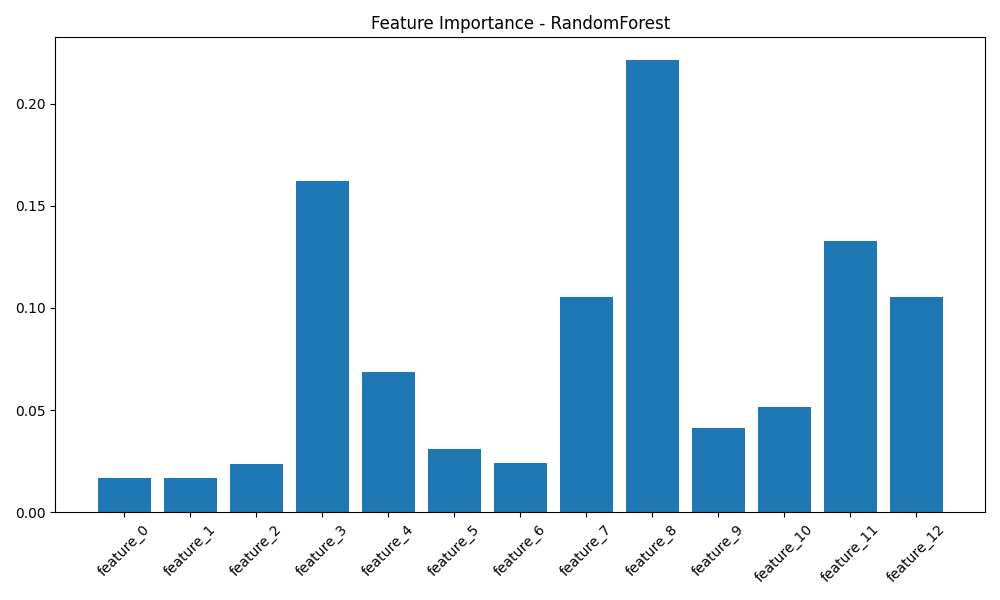 Feature Importance - RandomForest
0.20
0.15
0.10
0.05
0.00
feature_0
feature_1
feature_2
feature_3
feature_4
feature_5
feature_6
feature_7
feature_8
feature_9
feature_10
feature_11
feature_12